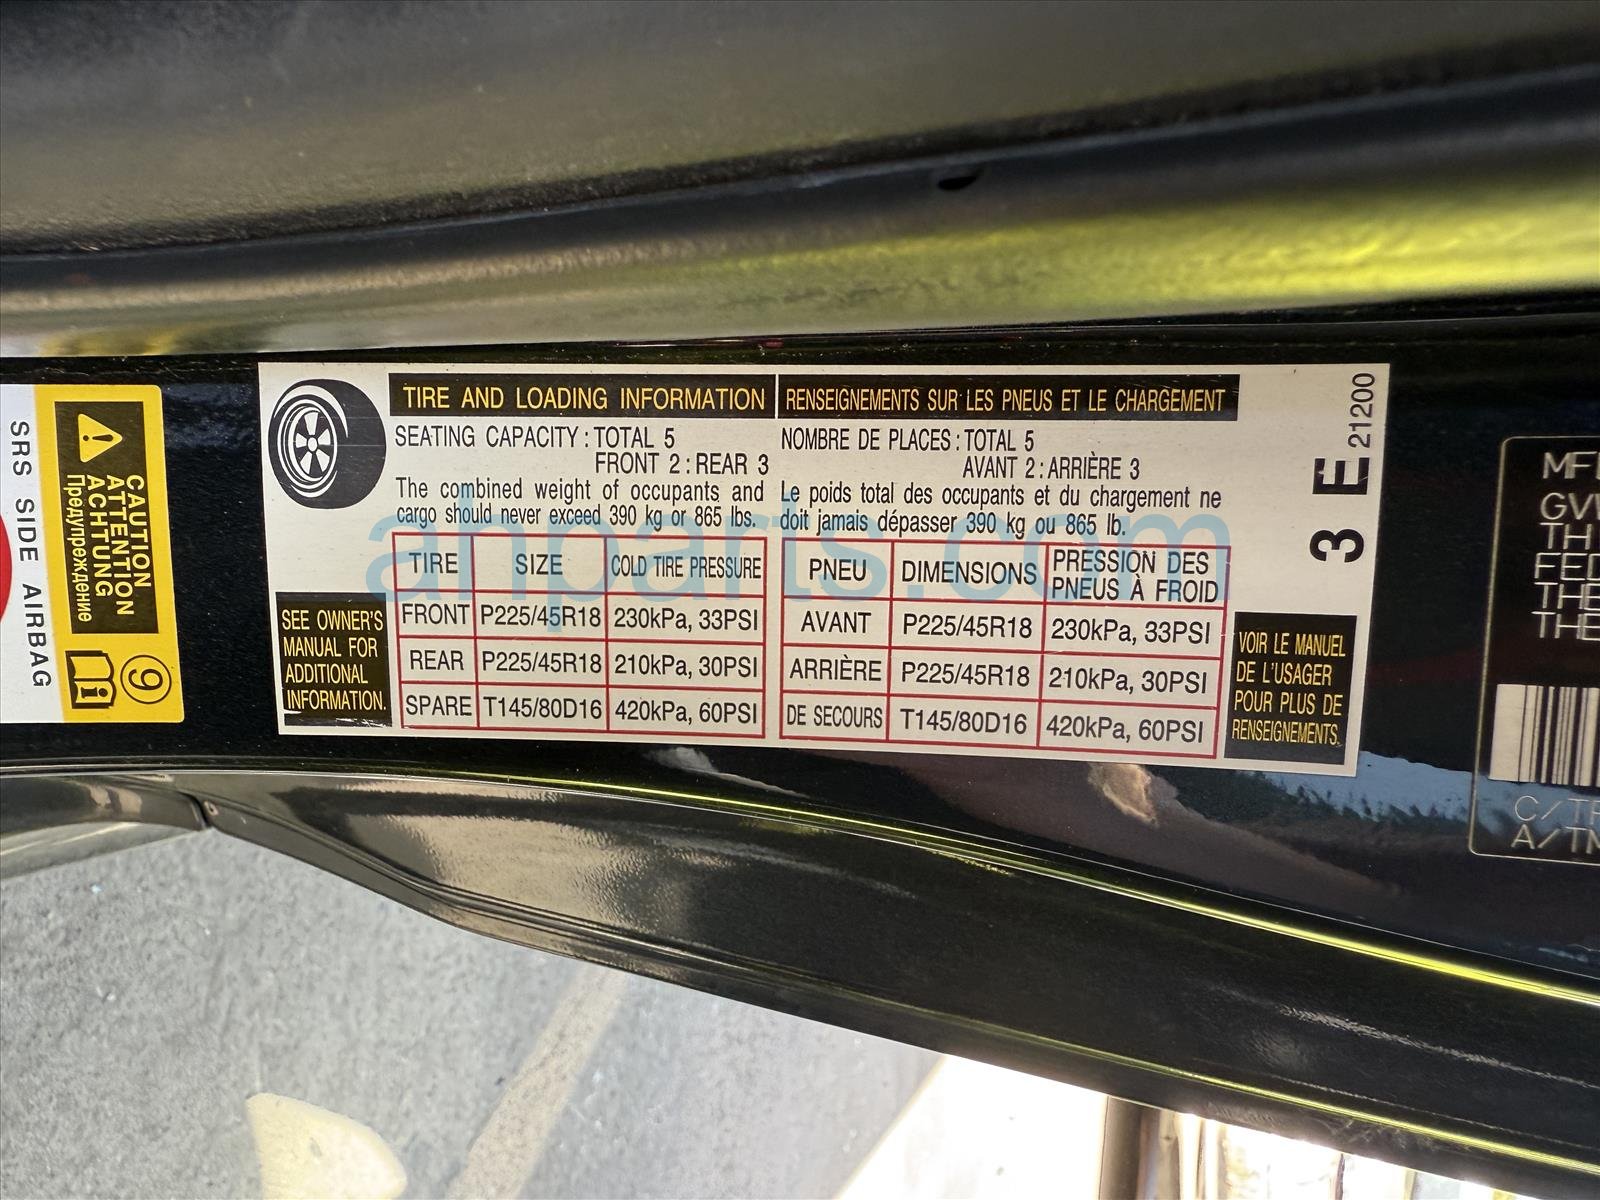 TIRE AND LOADING INFORMATION
RENSEIGNEMENTS SUR LES PNEUS ET LE CHARGEMENT
SEATING CAPACITY : TOTAL 5
FRONT 2 : REAR 3
The combined weight of occupants and
cargo should never exceed 390 kg or 865 lbs.
NOMBRE DE PLACES : TOTAL 5
AVANT 2 : ARRIÈRE 3
Le poids total des occupants et du chargement ne
doit jamais dépasser 390 kg ou 865 lb.
TIRE SIZE COLD TIRE PRESSURE
FRONT P225/45R18 230kPa, 33PSI
REAR P225/45R18 210kPa, 30PSI
SPARE T145/80D16 420kPa, 60PSI
PNEU DIMENSIONS PRESSION DES
PNEUS À FROID
AVANT P225/45R18 230kPa, 33PSI
ARRIÈRE P225/45R18 210kPa, 30PSI
DE SECOURS T145/80D16 420kPa, 60PSI
SEE OWNER'S
MANUAL FOR
ADDITIONAL
INFORMATION.
VOIR LE MANUEL
DE L'USAGER
POUR PLUS DE
RENSEIGNEMENTS.
3 E
21200
CAUTION
ATTENTION
ACHTUNG
Предупреждение
SRS SIDE AIRBAG
9
i
anparts.com
TH
THE
C/TR
A/TM